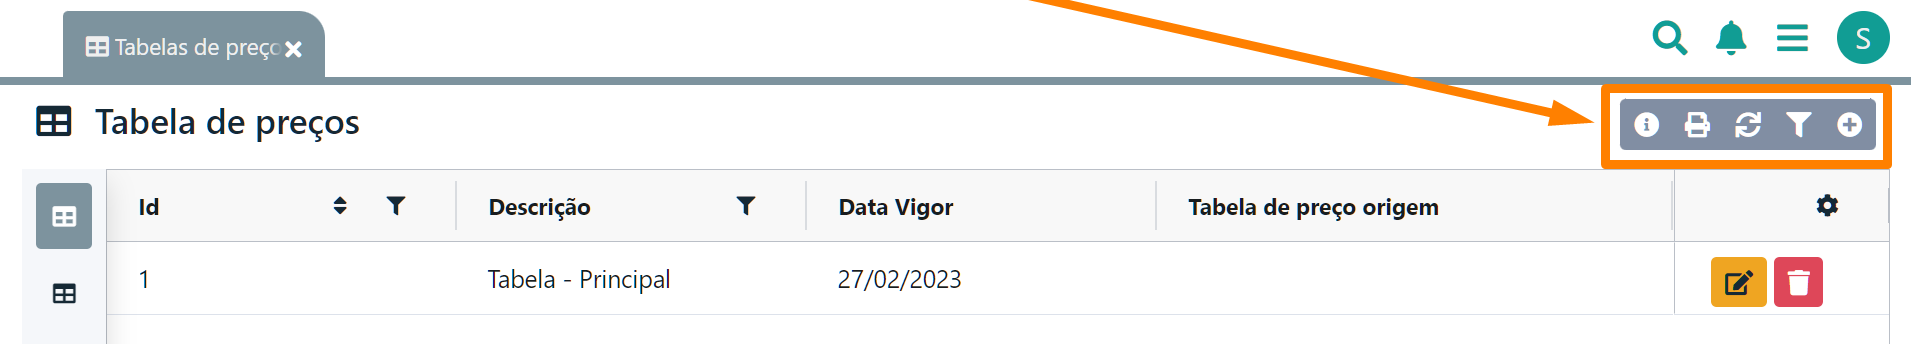 Tabelas de preço
S
Tabela de preços
Id Descrição Data Vigor Tabela de preço origem
1 Tabela - Principal 27/02/2023